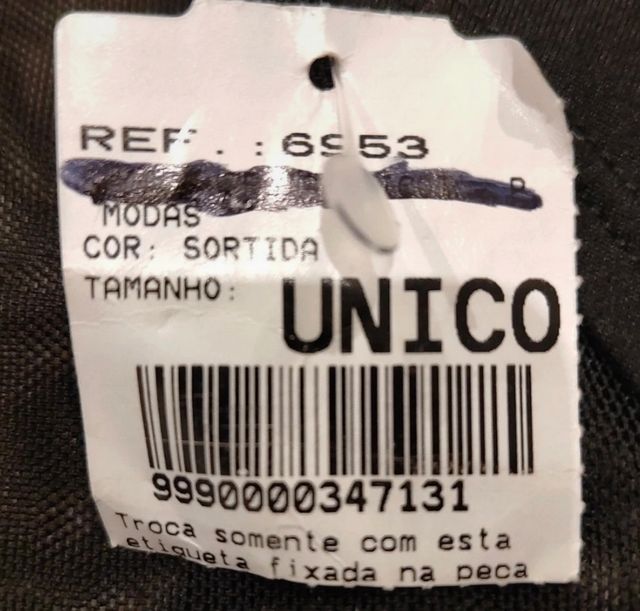 REF. :6953
MODAS
COR: SORTIDA
TAMANHO: UNICO
9990000347131
Troca somente com esta
etiqueta fixada na peca